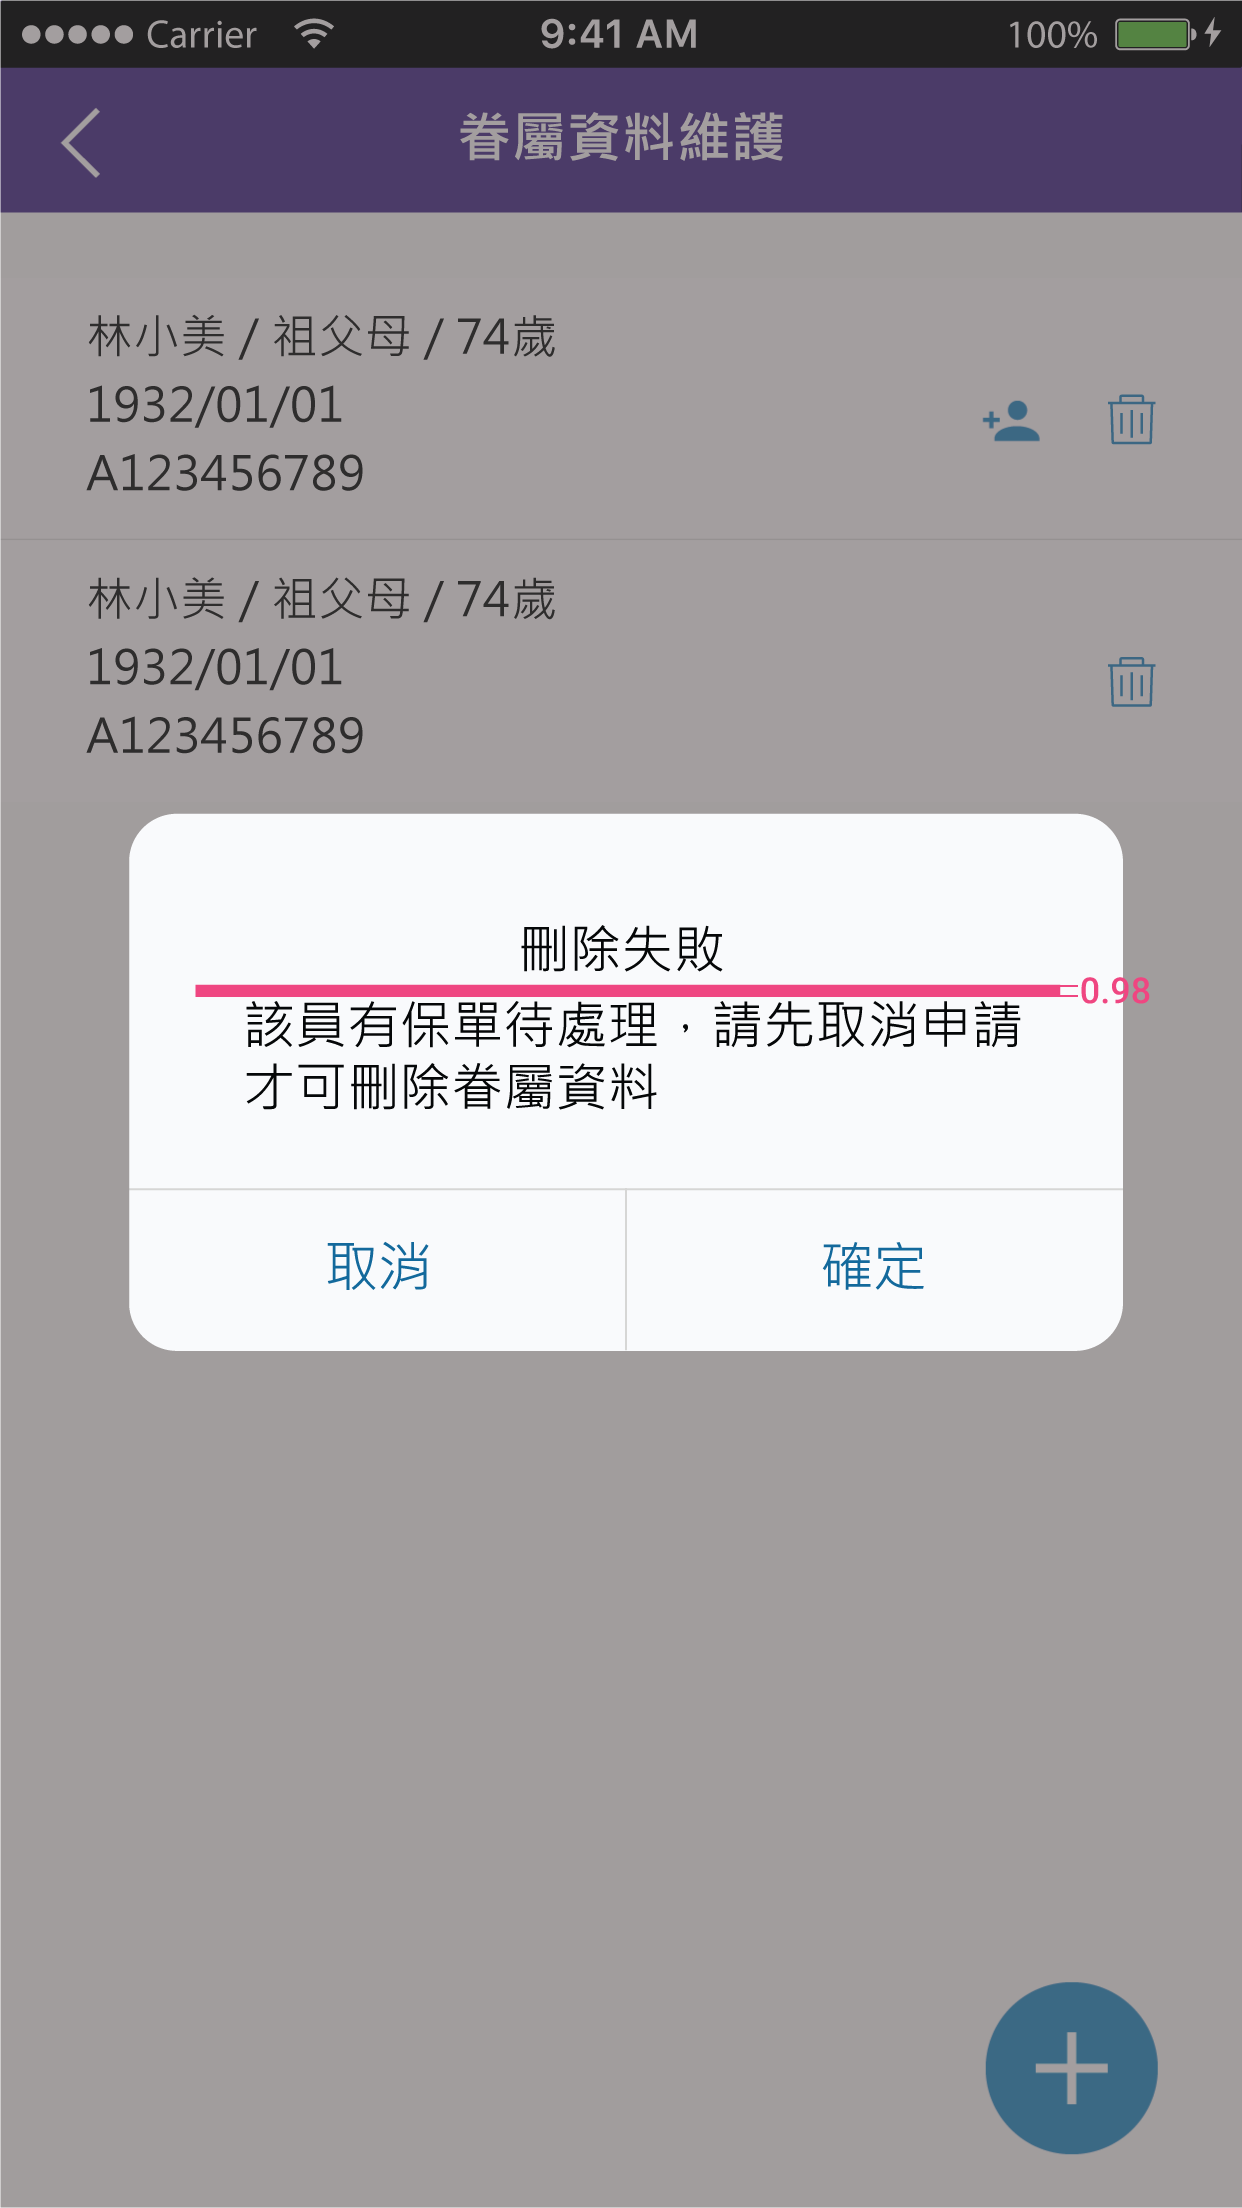 Carrier 9:41 AM 100%
眷屬資料維護
林小美 / 祖父母 / 74歲
1932/01/01
A123456789
林小美 / 祖父母 / 74歲
1932/01/01
A123456789
刪除失敗
0.98
該員有保單待處理，請先取消申請
才可刪除眷屬資料
取消 確定